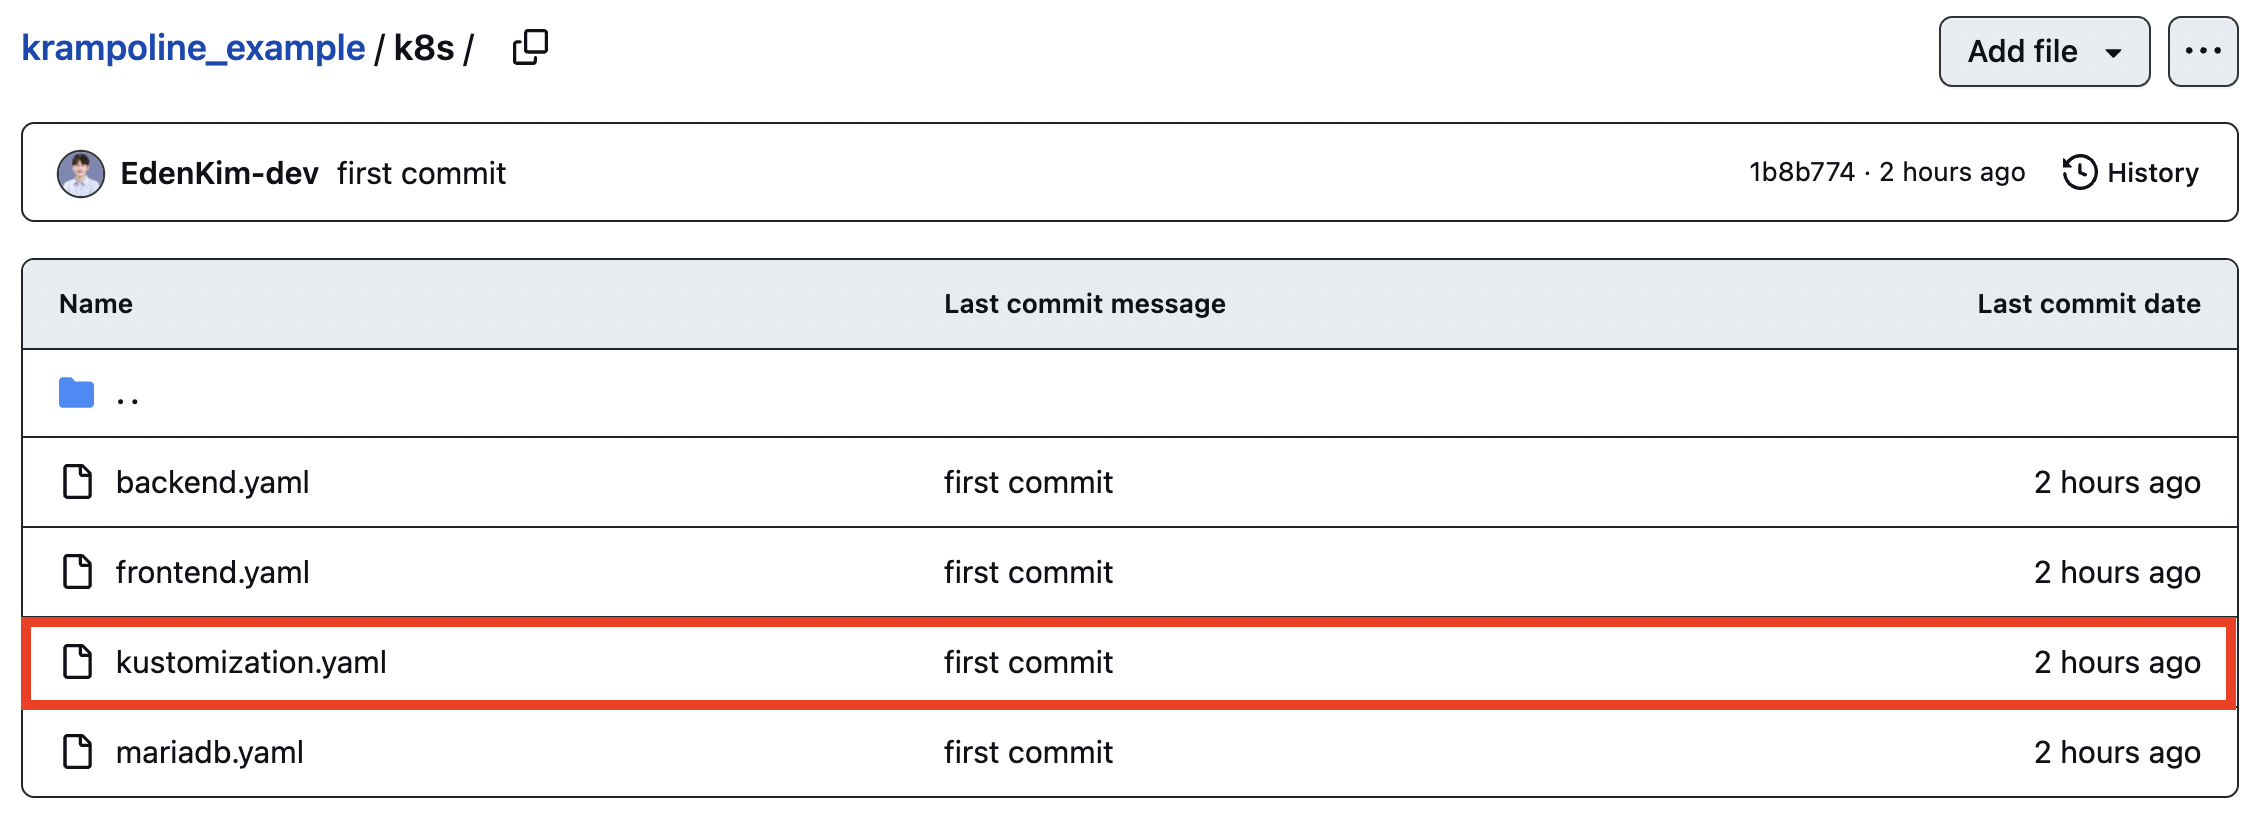 krampoline_example / k8s /
Add file
EdenKim-dev first commit
1b8b774 · 2 hours ago
History
Name Last commit message Last commit date
..
backend.yaml first commit 2 hours ago
frontend.yaml first commit 2 hours ago
kustomization.yaml first commit 2 hours ago
mariadb.yaml first commit 2 hours ago